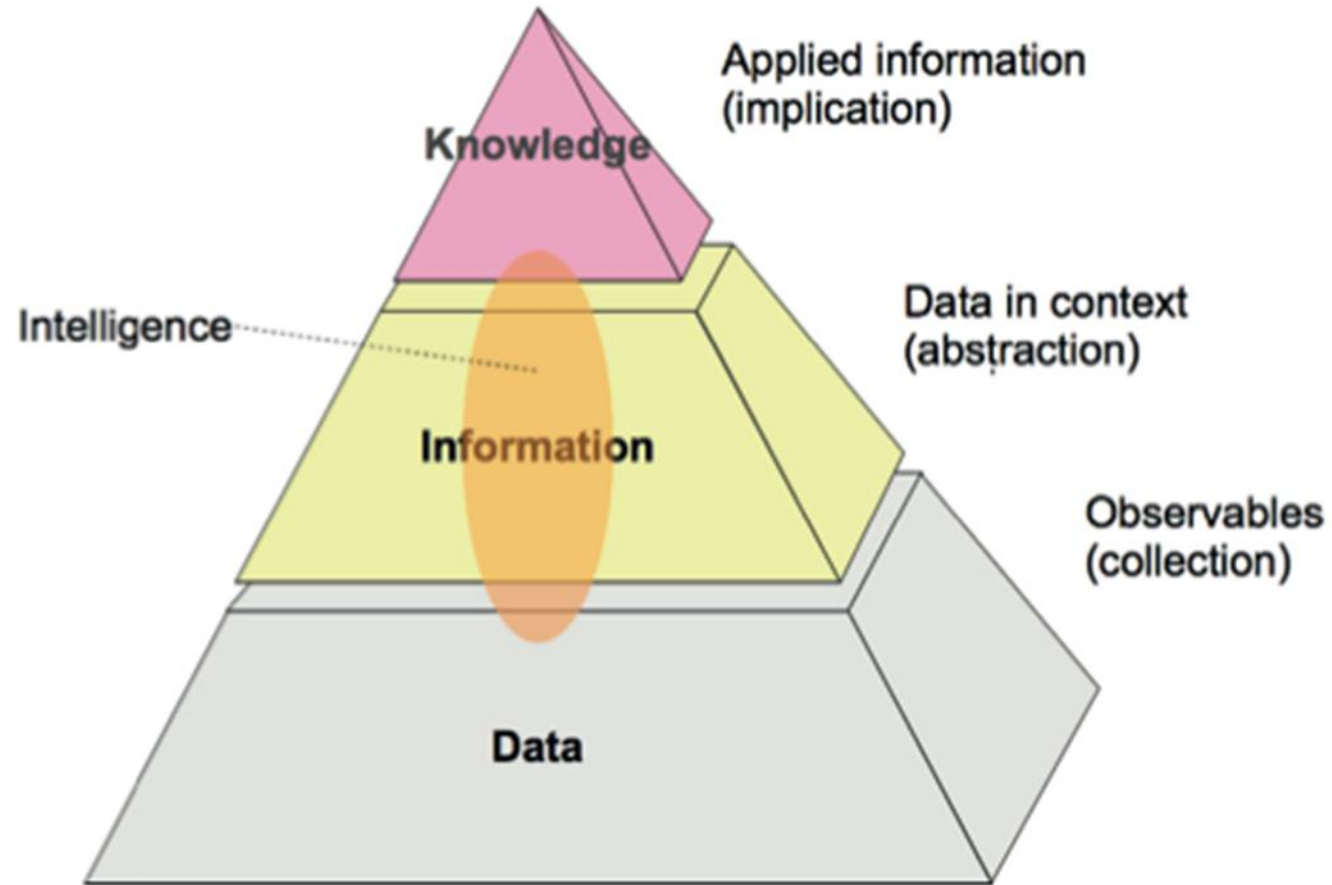 Applied information
(implication)
Knowledge
Intelligence
Data in context
(abstraction)
Information
Observables
(collection)
Data